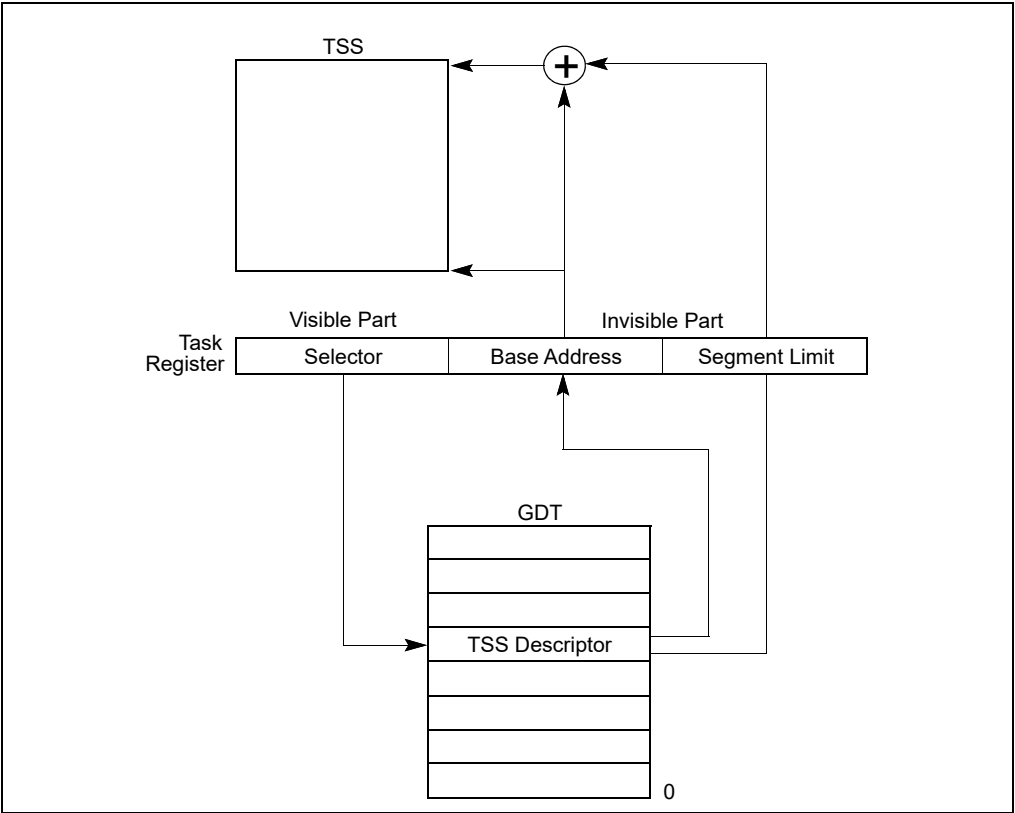 TSS
+
Visible Part
Invisible Part
Task
Register
Selector
Base Address
Segment Limit
GDT
TSS Descriptor
0